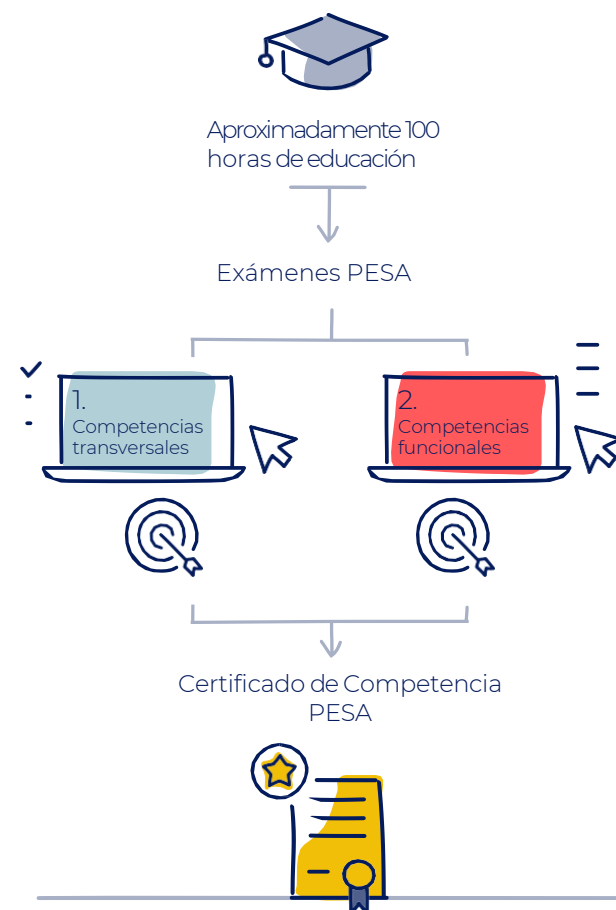 Aproximadamente 100
horas de educación
Exámenes PESA
1.
Competencias
transversales
2.
Competencias
funcionales
Certificado de Competencia
PESA